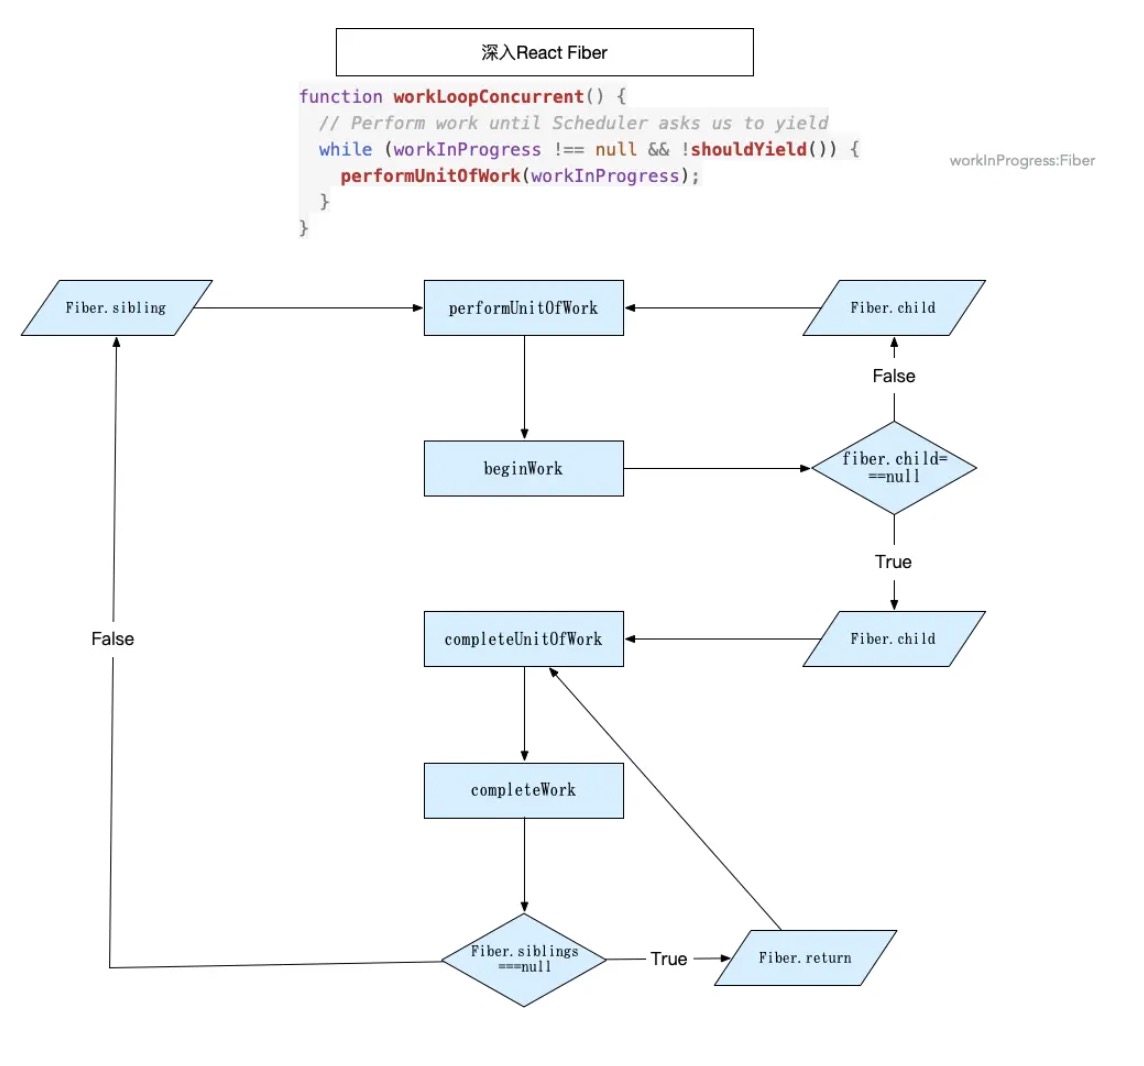 深入React Fiber
function workLoopConcurrent() {
// Perform work until Scheduler asks us to yield
while (workInProgress !== null && !shouldYield()) {
performUnitOfWork(workInProgress);
}
}
workInProgress:Fiber
Fiber.sibling
performUnitOfWork
Fiber.child
False
beginWork
fiber.child=
==null
True
False
completeUnitOfWork
Fiber.child
completeWork
Fiber.siblings
===null
True
Fiber.return